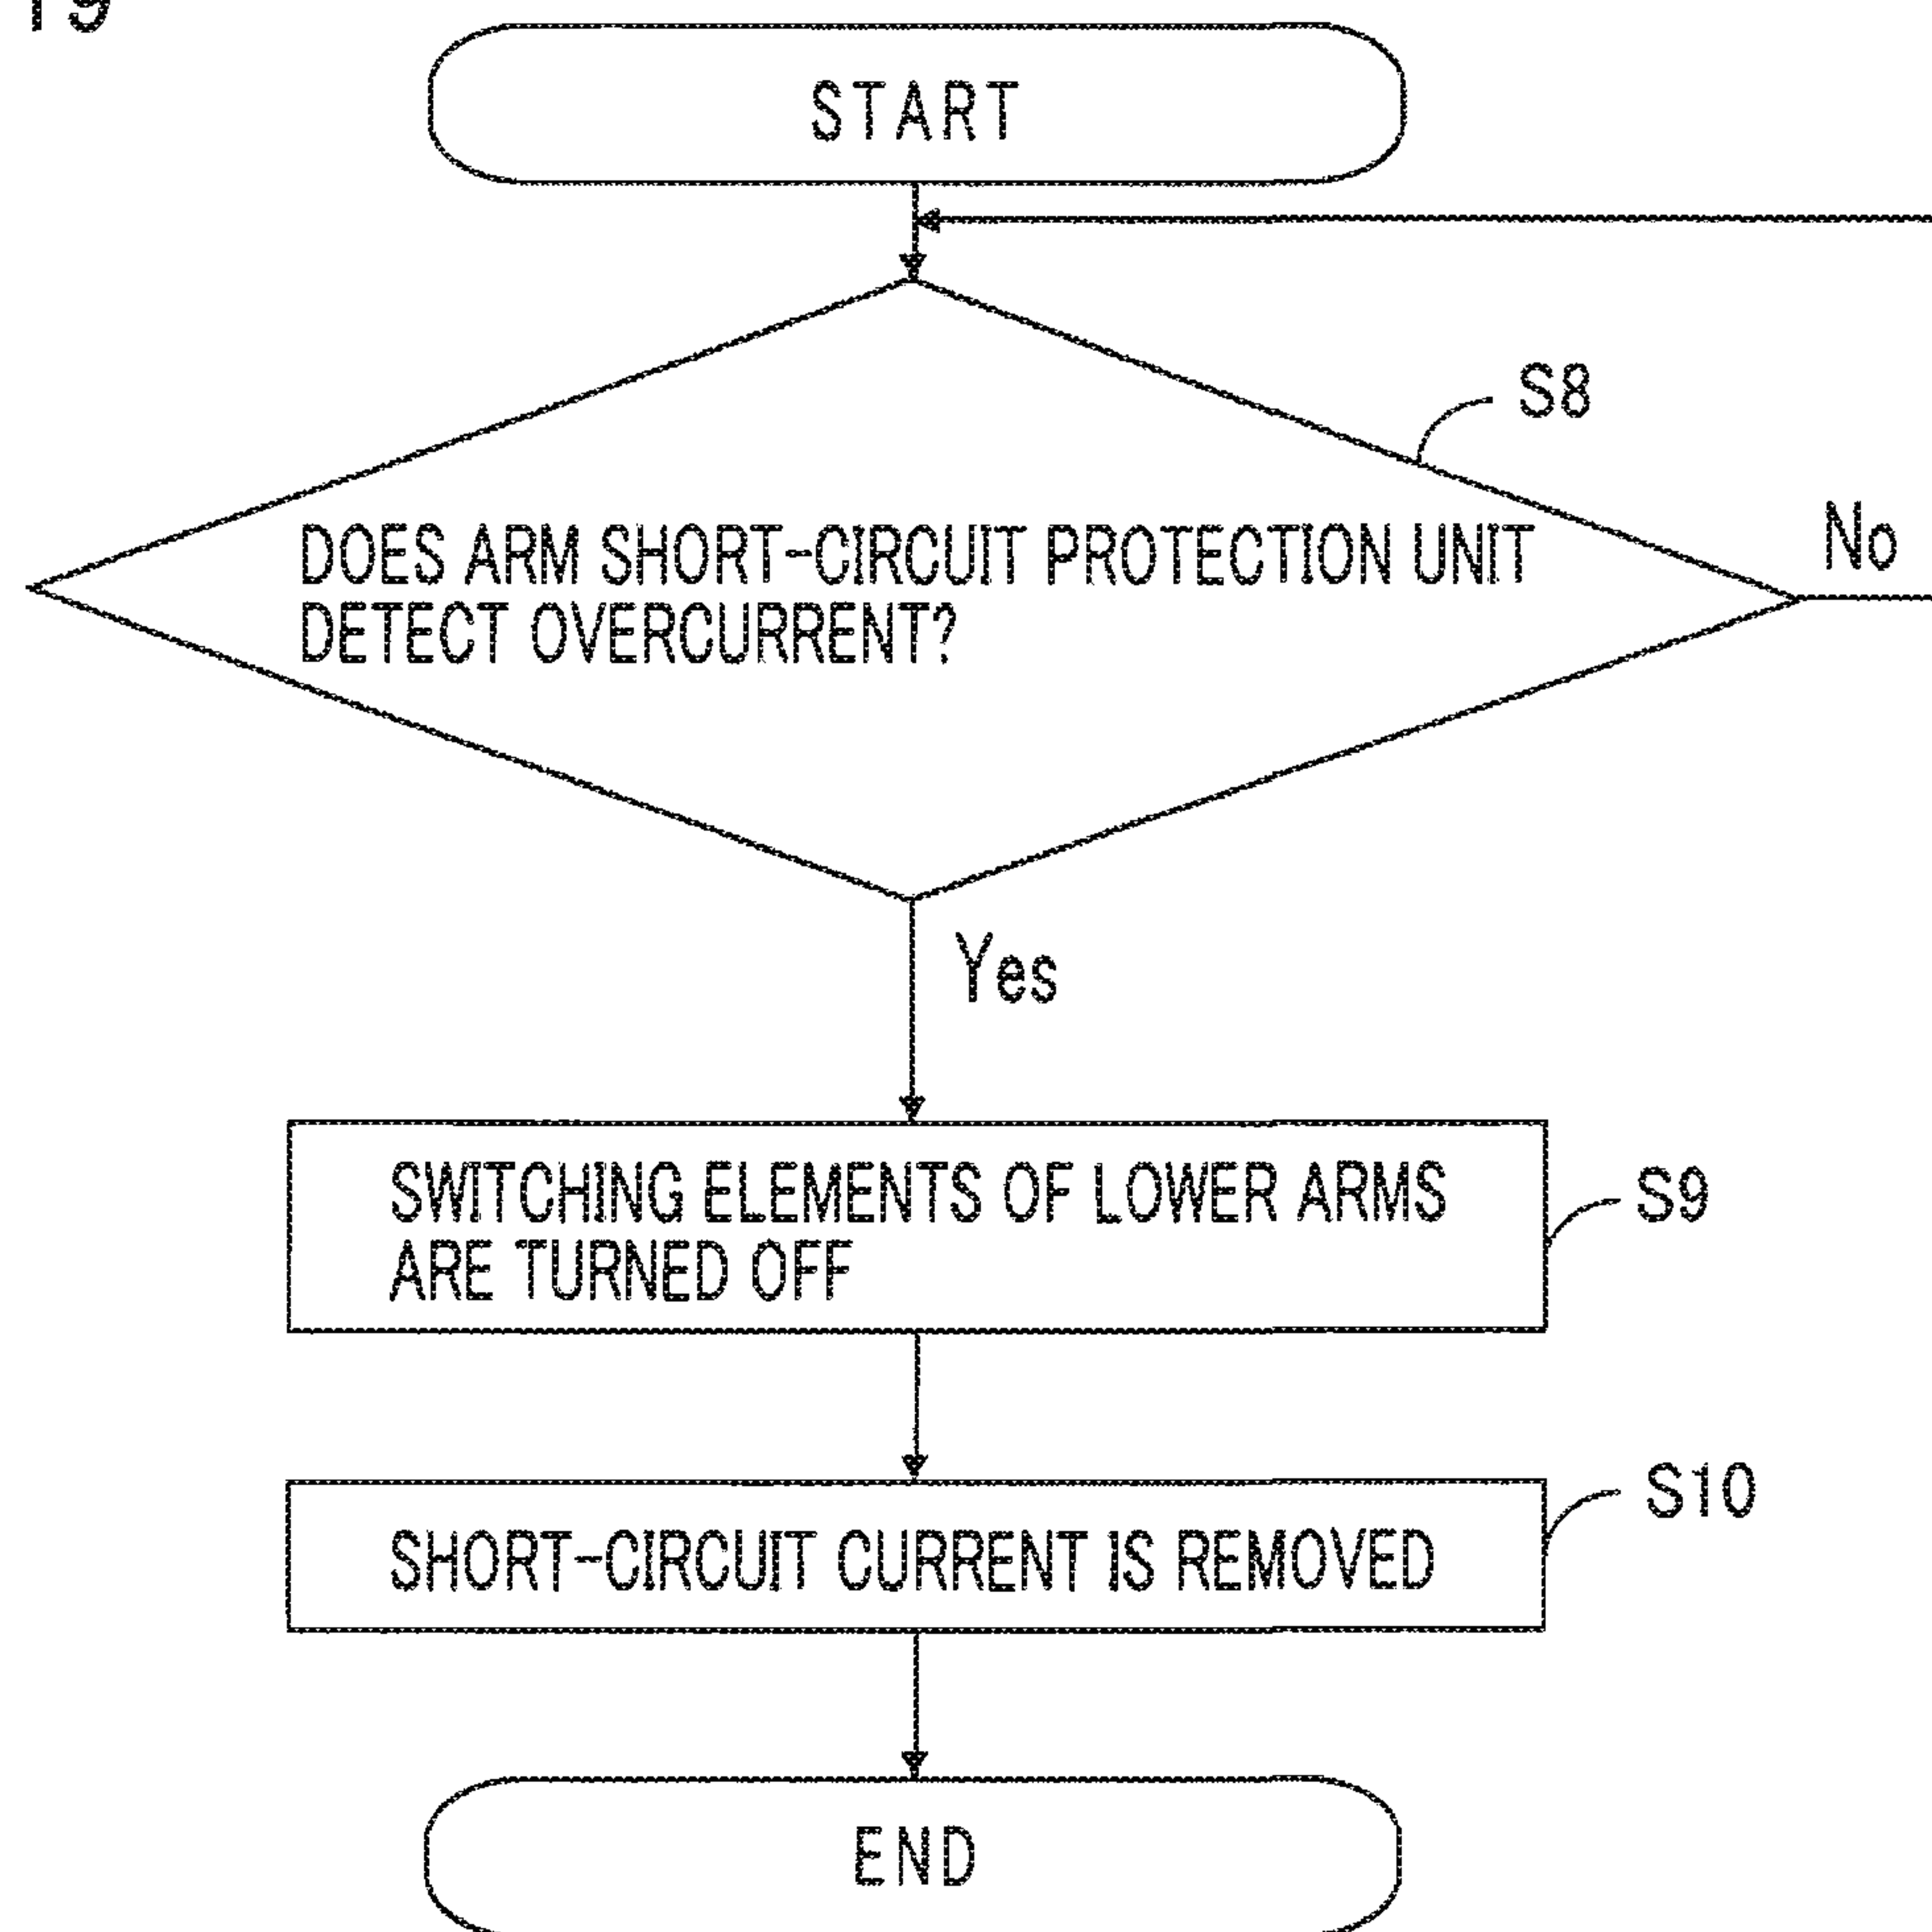 START
S8
DOES ARM SHORT-CIRCUIT PROTECTION UNIT
DETECT OVERCURRENT?
No
Yes
SWITCHING ELEMENTS OF LOWER ARMS
ARE TURNED OFF
S9
SHORT-CIRCUIT CURRENT IS REMOVED
S10
END